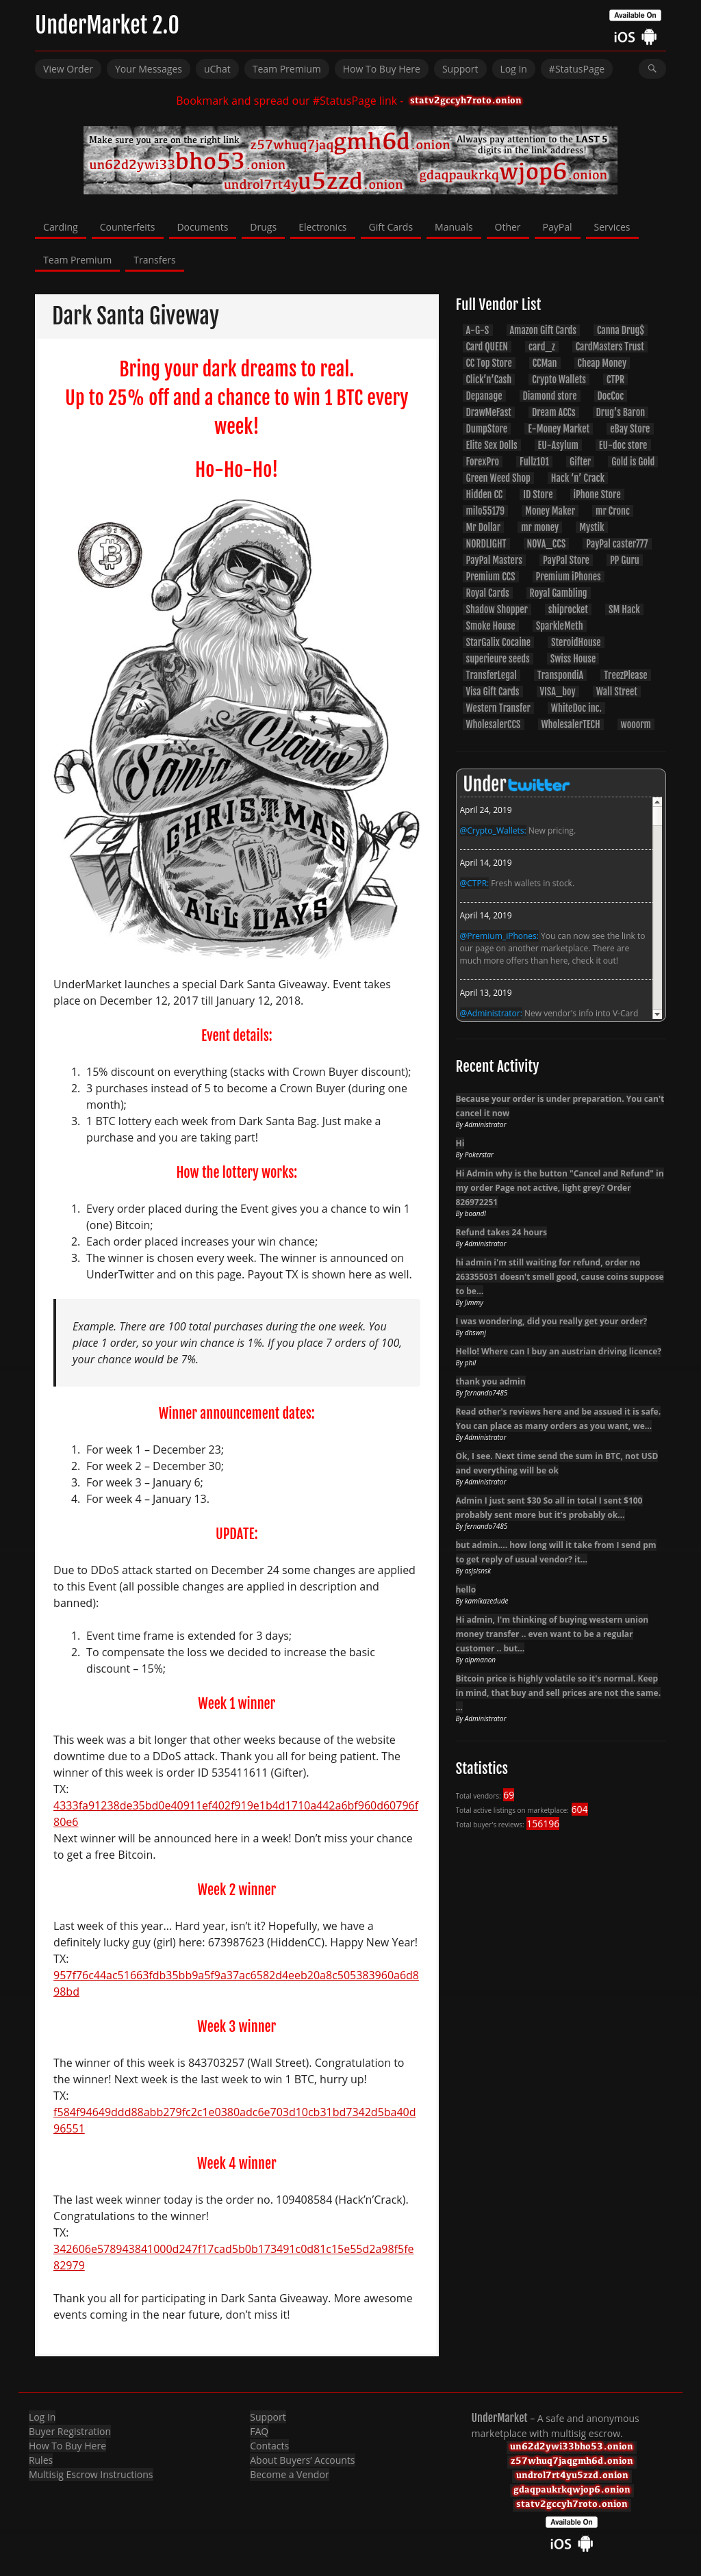 UnderMarket 2.0
Available On
iOS
View Order
Your Messages
uChat
Team Premium
How To Buy Here
Support
Log In
#StatusPage
Bookmark and spread our #StatusPage link - statv2gccyh7roto.onion
Make sure you are on the right link
z57whuq7jaqgmh6d.onion
Always pay attention to the LAST 5
digits in the link address!
un62d2ywi33bho53.onion
undrol7rt4yu5zzd.onion
gdaqpaukrkqwjop6.onion
Carding
Counterfeits
Documents
Drugs
Electronics
Gift Cards
Manuals
Other
PayPal
Services
Team Premium
Transfers
Dark Santa Giveway
Bring your dark dreams to real.
Up to 25% off and a chance to win 1 BTC every
week!
Ho-Ho-Ho!
Santa
Claws
CHRISTMAS
ALL DAYS
UnderMarket launches a special Dark Santa Giveaway. Event takes
place on December 12, 2017 till January 12, 2018.
Event details:
1. 15% discount on everything (stacks with Crown Buyer discount);
2. 3 purchases instead of 5 to become a Crown Buyer (during one
month);
3. 1 BTC lottery each week from Dark Santa Bag. Just make a
purchase and you are taking part!
How the lottery works:
1. Every order placed during the Event gives you a chance to win 1
(one) Bitcoin;
2. Each order placed increases your win chance;
3. The winner is chosen every week. The winner is announced on
UnderTwitter and on this page. Payout TX is shown here as well.
Example. There are 100 total purchases during the one week. You
place 1 order, so your win chance is 1%. If you place 7 orders of 100,
your chance would be 7%.
Winner announcement dates:
1. For week 1 – December 23;
2. For week 2 – December 30;
3. For week 3 – January 6;
4. For week 4 – January 13.
UPDATE:
Due to DDoS attack started on December 24 some changes are applied
to this Event (all possible changes are applied in description and
banned):
1. Event time frame is extended for 3 days;
2. To compensate the loss we decided to increase the basic
discount – 15%;
Week 1 winner
This week was a bit longer that other weeks because of the website
downtime due to a DDoS attack. Thank you all for being patient. The
winner of this week is order ID 535411611 (Gifter).
TX:
4333fa91238de35bd0e40911ef402f919e1b4d1710a442a6bf960d60796f
80e6
Next winner will be announced here in a week! Don’t miss your chance
to get a free Bitcoin.
Week 2 winner
Last week of this year… Hard year, isn’t it? Hopefully, we have a
definitely lucky guy (girl) here: 673987623 (HiddenCC). Happy New Year!
TX:
957f76c44ac51663fdb35bb9a5f9a37ac6582d4eeb20a8c505383960a6d8
98bd
Week 3 winner
The winner of this week is 843703257 (Wall Street). Congratulation to
the winner! Next week is the last week to win 1 BTC, hurry up!
TX:
f584f94649ddd88abb279fc2c1e0380adc6e703d10cb31bd7342d5ba40d
96551
Week 4 winner
The last week winner today is the order no. 109408584 (Hack’n’Crack).
Congratulations to the winner!
TX:
342606e578943841000d247f17cad5b0b173491c0d81c15e55d2a98f5fe
82979
Thank you all for participating in Dark Santa Giveaway. More awesome
events coming in the near future, don’t miss it!
Full Vendor List
A-G-S Amazon Gift Cards Canna Drug$
Card QUEEN card_z CardMasters Trust
CC Top Store CCMan Cheap Money
Click’n’Cash Crypto Wallets CTPR
Depanage Diamond store DocCoc
DrawMeFast Dream ACCs Drug’s Baron
DumpStore E-Money Market eBay Store
Elite Sex Dolls EU-Asylum EU-doc store
ForexPro Fullz101 Gifter Gold is Gold
Green Weed Shop Hack ‘n’ Crack
Hidden CC ID Store iPhone Store
milo55179 Money Maker mr Cronc
Mr Dollar mr money Mystik
NORDLIGHT NOVA_CCS PayPal caster777
PayPal Masters PayPal Store PP Guru
Premium CCS Premium iPhones
Royal Cards Royal Gambling
Shadow Shopper shiprocket SM Hack
Smoke House SparkleMeth
StarGalix Cocaine SteroidHouse
superieure seeds Swiss House
TransferLegal TranspondiA TreezPlease
Visa Gift Cards VISA_boy Wall Street
Western Transfer WhiteDoc inc.
WholesalerCCS WholesalerTECH wooorm
Undertwitter
April 24, 2019
@Crypto_Wallets: New pricing.
April 14, 2019
@CTPR: Fresh wallets in stock.
April 14, 2019
@Premium_iPhones: You can now see the link to
our page on another marketplace. There are
much more offers than here, check it out!
April 13, 2019
@Administrator: New vendor's info into V-Card
Recent Activity
Because your order is under preparation. You can't
cancel it now
By Administrator
Hi
By Pokerstar
Hi Admin why is the button "Cancel and Refund" in
my order Page not active, light grey? Order
826972251
By boandl
Refund takes 24 hours
By Administrator
hi admin i'm still waiting for refund, order no
263355031 doesn't smell good, cause coins suppose
to be...
By Jimmy
I was wondering, did you really get your order?
By dhswnj
Hello! Where can I buy an austrian driving licence?
By phil
thank you admin
By fernando7485
Read other's reviews here and be assued it is safe.
You can place as many orders as you want, we...
By Administrator
Ok, I see. Next time send the sum in BTC, not USD
and everything will be ok
By Administrator
Admin I just sent $30 So all in total I sent $100
probably sent more but it's probably ok...
By fernando7485
but admin.... how long will it take from I send pm
to get reply of usual vendor? it...
By asjsisnsk
hello
By kamikazedude
Hi admin, I'm thinking of buying western union
money transfer .. even want to be a regular
customer .. but...
By alpmanon
Bitcoin price is highly volatile so it's normal. Keep
in mind, that buy and sell prices are not the same.
...
By Administrator
Statistics
Total vendors: 69
Total active listings on marketplace: 604
Total buyer's reviews: 156196
Log In
Buyer Registration
How To Buy Here
Rules
Multisig Escrow Instructions
Support
FAQ
Contacts
About Buyers’ Accounts
Become a Vendor
UnderMarket – A safe and anonymous
marketplace with multisig escrow.
un62d2ywi33bho53.onion
z57whuq7jaqgmh6d.onion
undrol7rt4yu5zzd.onion
gdaqpaukrkqwjop6.onion
statv2gccyh7roto.onion
Available On
iOS